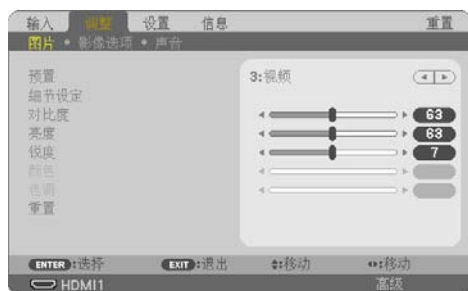 输入 调整 设置 信息 重置
图片 • 影像选项 • 声音
预置 3:视频
细节设定
对比度 63
亮度 63
锐度 7
颜色
色调
重置
ENTER:选择 EXIT:退出 :移动 :移动
HDMI1 高级